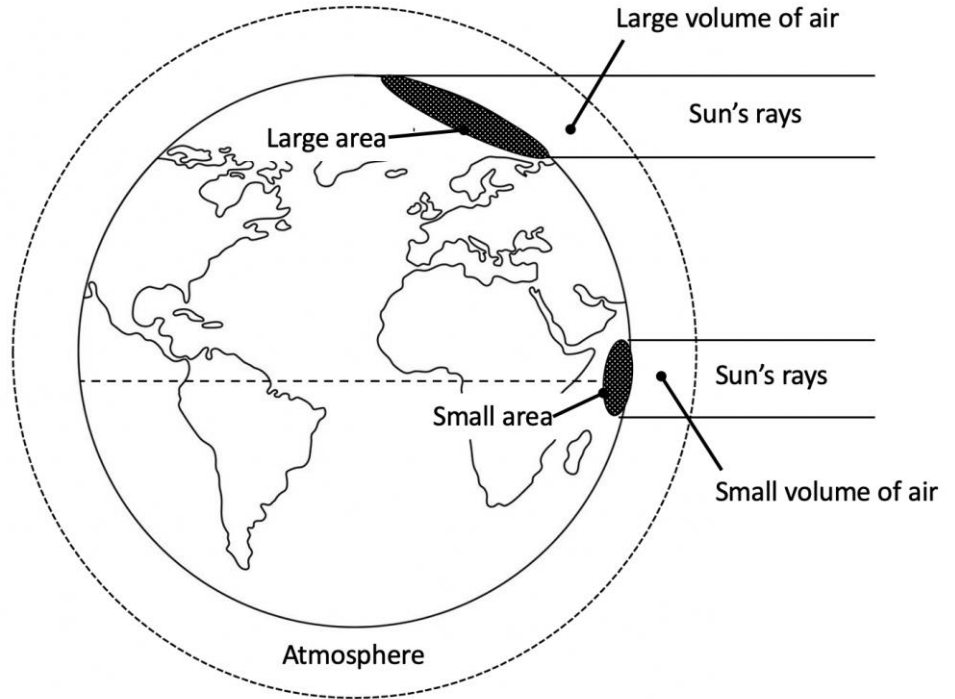 Large volume of air
Sun's rays
Large area
Sun's rays
Small area
Small volume of air
Atmosphere